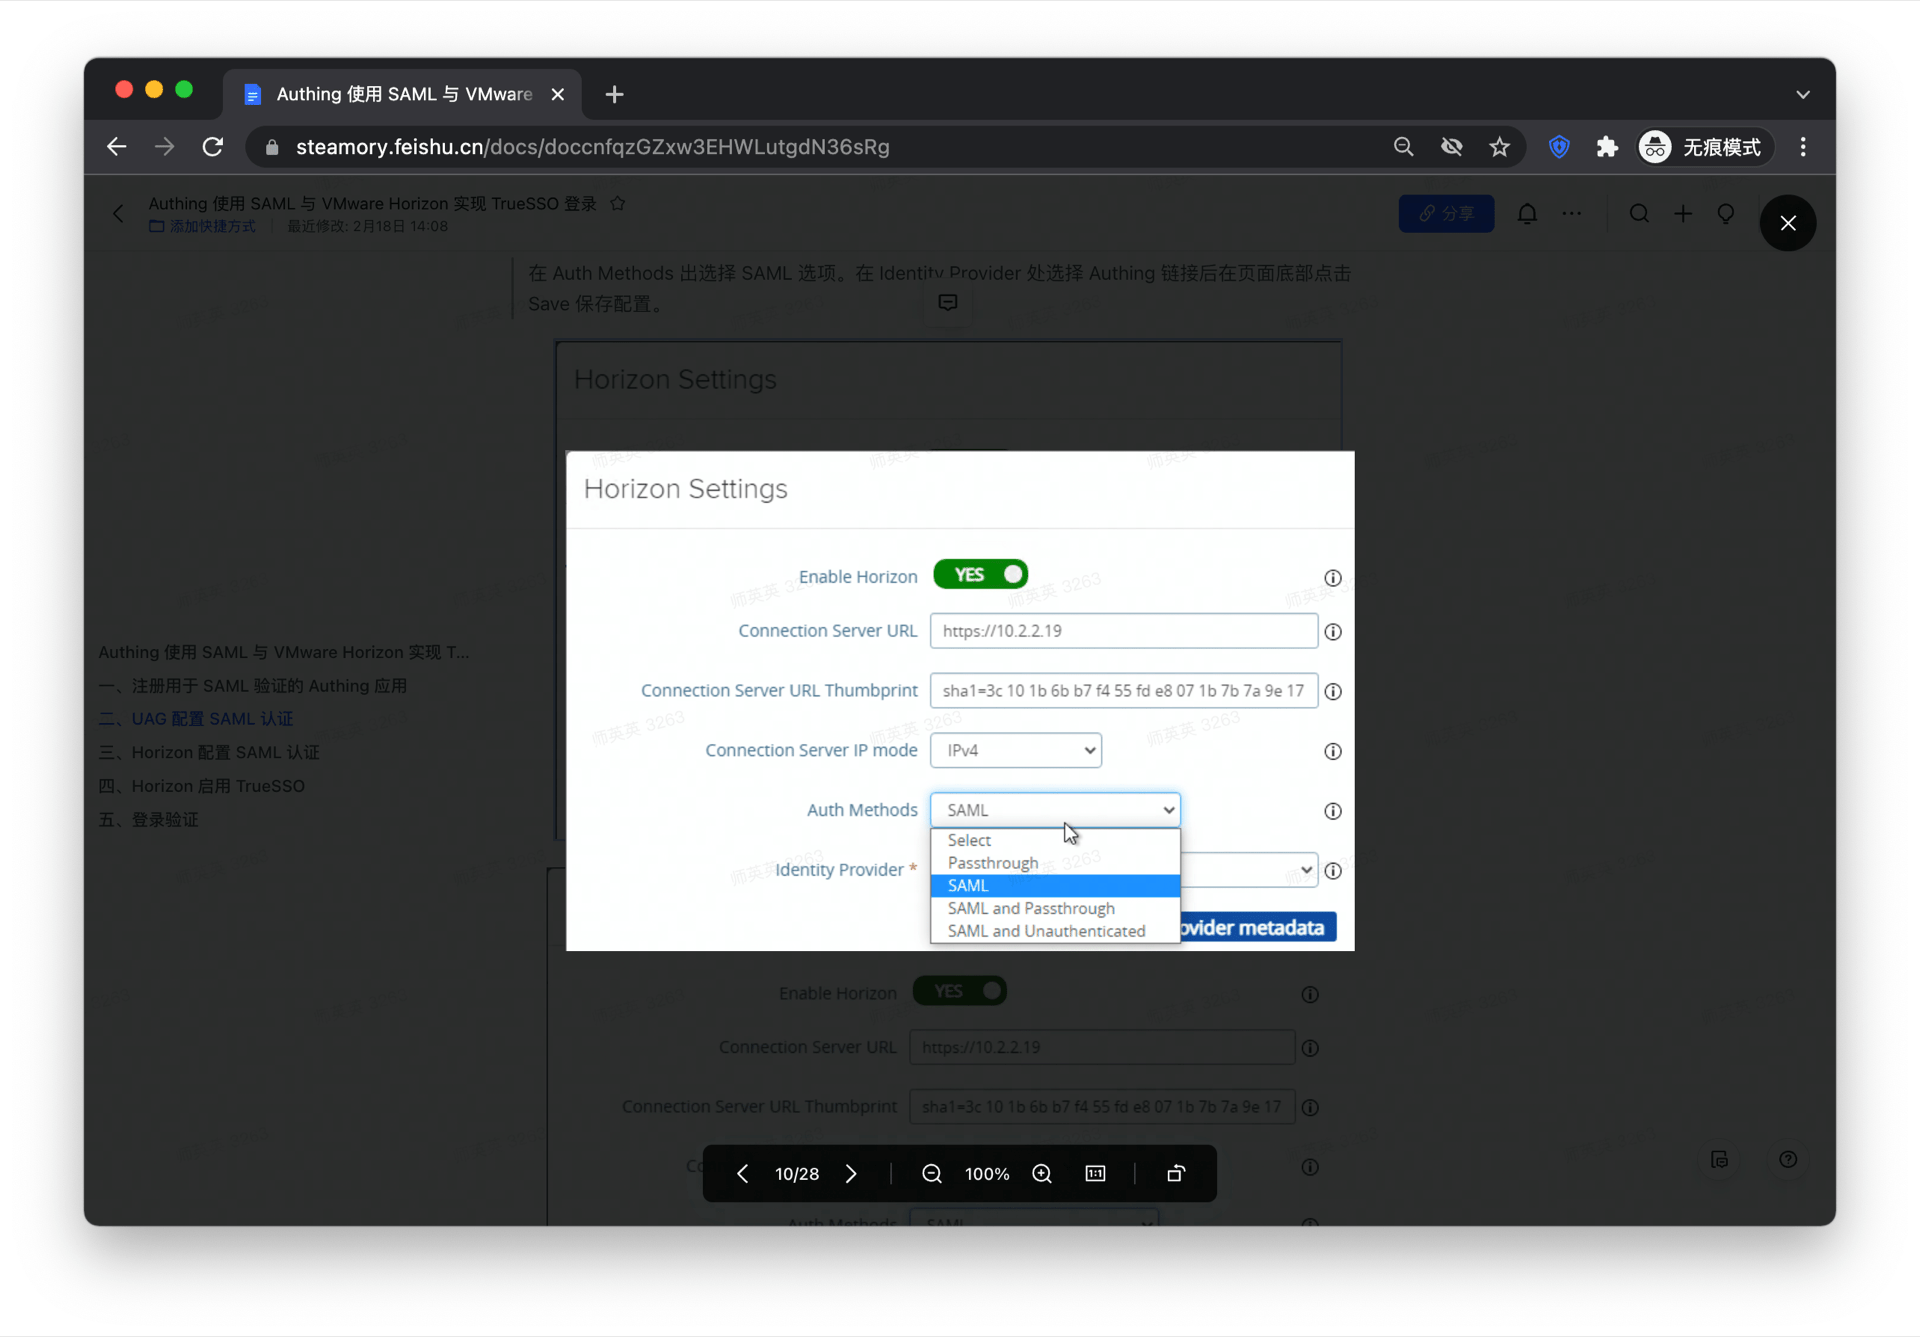 Authing 使用 SAML 与 VMware
steamory.feishu.cn/docs/doccnfqzGZxw3EHWLutgdN36sRg
无痕模式
Authing 使用 SAML 与 VMware Horizon 实现 TrueSSO 登录
添加快捷方式
最近修改: 2月18日 14:08
分享
在 Auth Methods 出选择 SAML 选项。在 Identity Provider 处选择 Authing 链接后在页面底部点击
Save 保存配置。
Horizon Settings
Horizon Settings
Enable Horizon YES
Connection Server URL https://10.2.2.19
Connection Server URL Thumbprint sha1=3c 10 1b 6b b7 f4 55 fd e8 07 1b 7b 7a 9e 17
Connection Server IP mode IPv4
Auth Methods SAML
Select
Passthrough
Identity Provider *
SAML
SAML and Passthrough
SAML and Unauthenticated
ovider metadata
师英英 3263
Authing 使用 SAML 与 VMware Horizon 实现 T...
一、注册用于 SAML 验证的 Authing 应用
二、UAG 配置 SAML 认证
三、Horizon 配置 SAML 认证
四、Horizon 启用 TrueSSO
五、登录验证
Enable Horizon YES
Connection Server URL https://10.2.2.19
Connection Server URL Thumbprint sha1=3c 10 1b 6b b7 f4 55 fd e8 07 1b 7b 7a 9e 17
10/28
100%
1:1
Auth Methods SAML